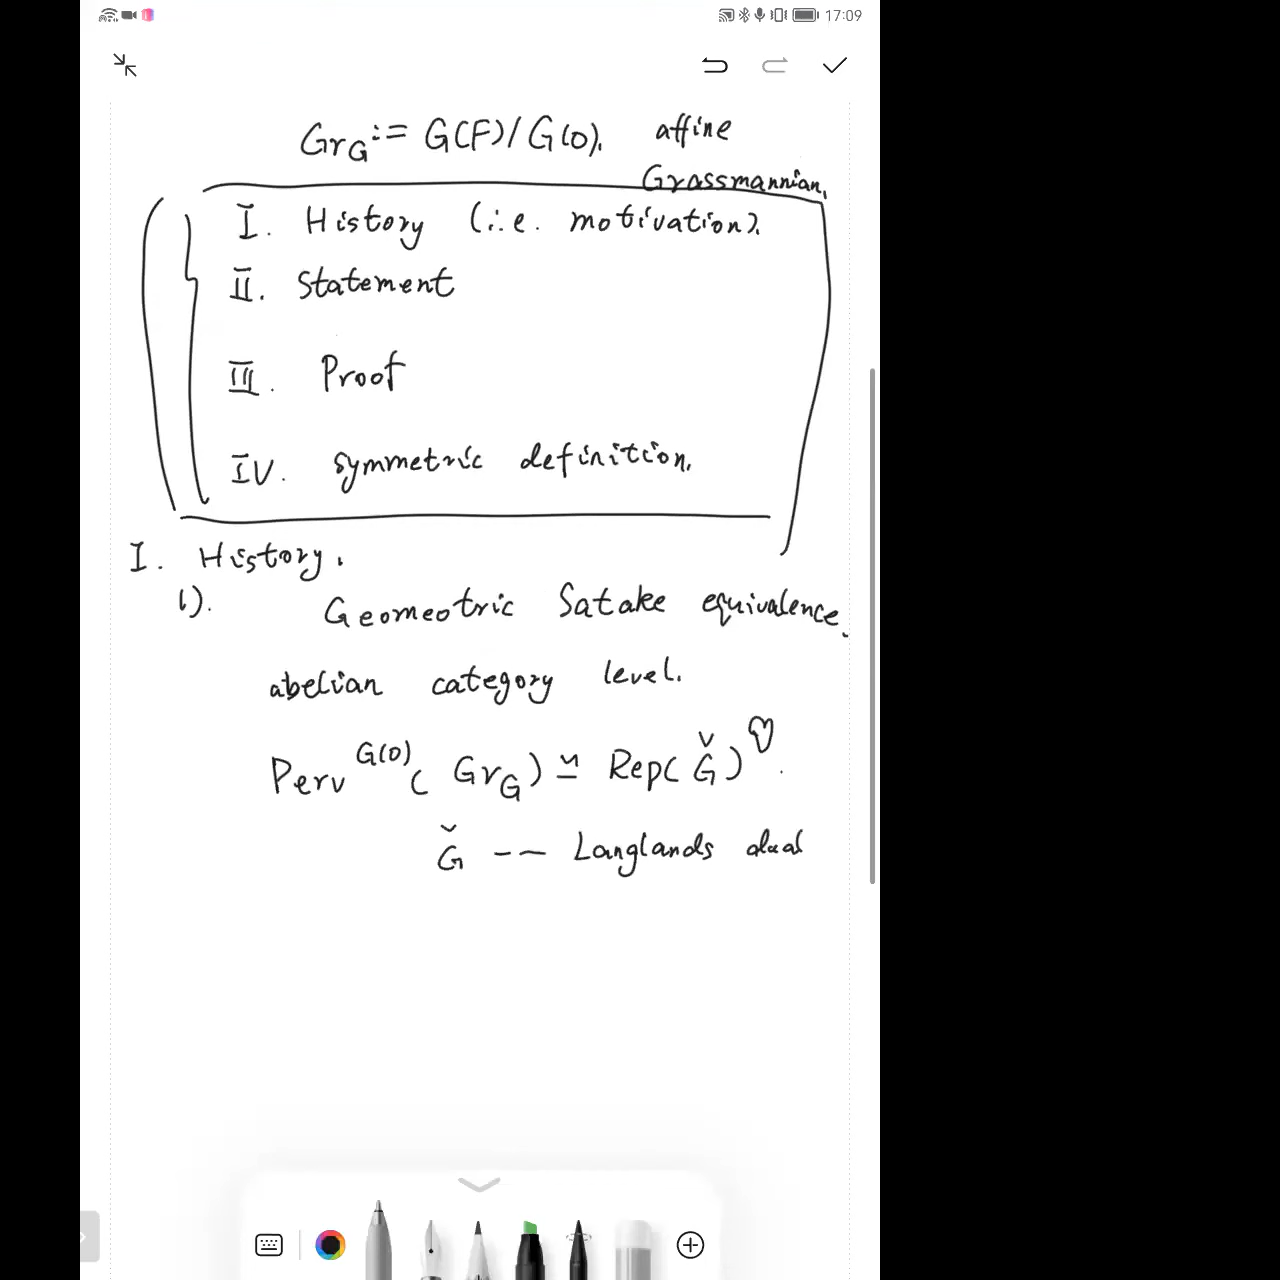 17:09
Gr_G := G(F)/G(O). affine
Grassmannian.
I. History (i.e. motivation).
II. Statement
III. Proof
IV. symmetric definition.
I. History.
1). Geomeotric Satake equivalence.
abelian category level.
Perv^{G(O)}(Gr_G) ≃ Rep(Ǧ)^♡.
Ǧ -- Langlands dual